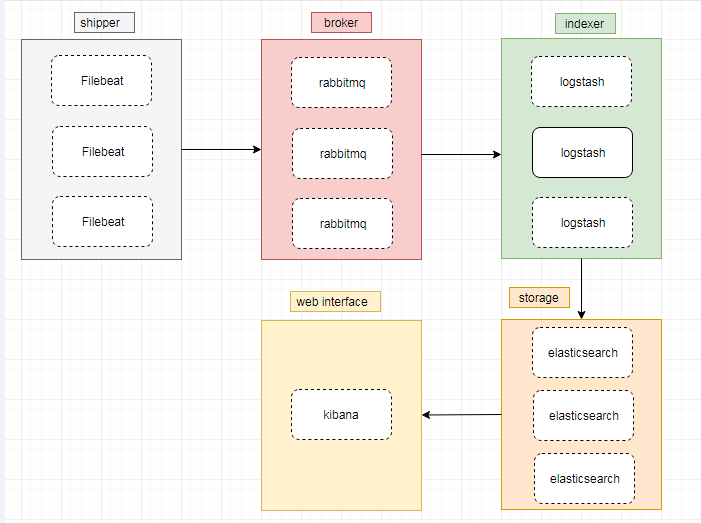 shipper
Filebeat
Filebeat
Filebeat
broker
rabbitmq
rabbitmq
rabbitmq
indexer
logstash
logstash
logstash
storage
elasticsearch
elasticsearch
elasticsearch
web interface
kibana